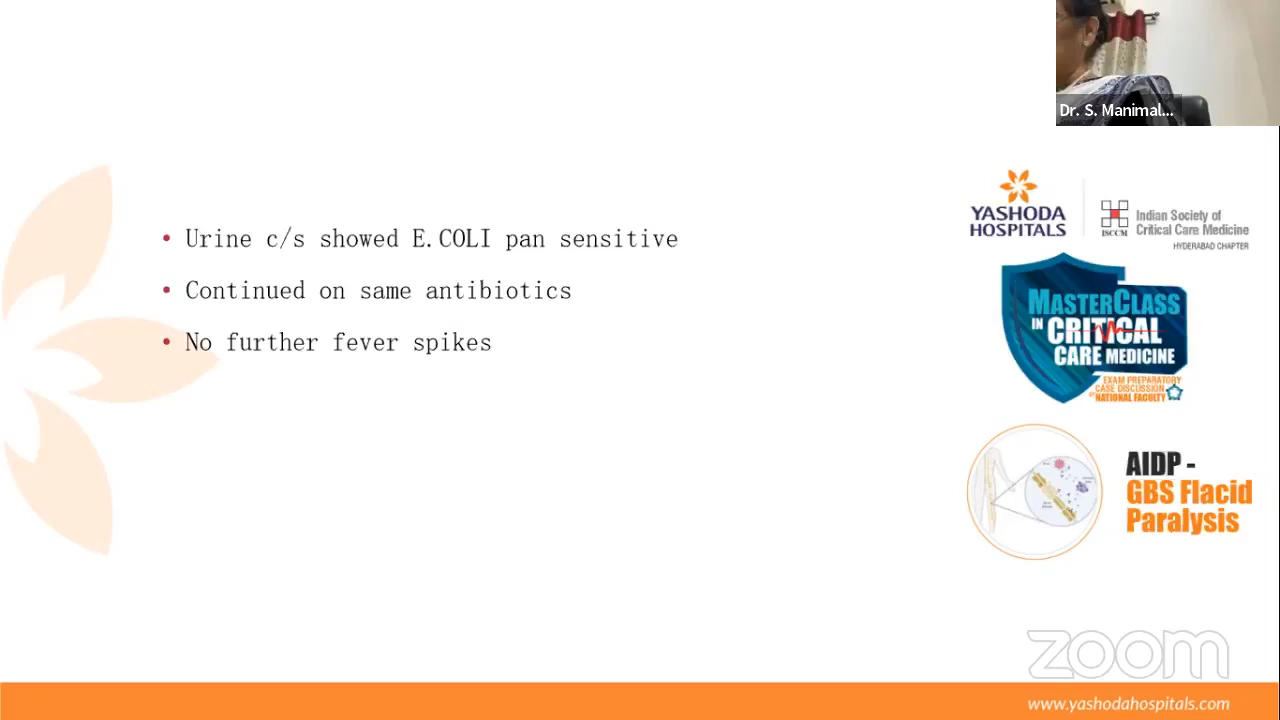 Dr. S. Manimal...
• Urine c/s showed E.COLI pan sensitive
• Continued on same antibiotics
• No further fever spikes
YASHODA
HOSPITALS
ISCCM
Indian Society of
Critical Care Medicine
HYDERABAD CHAPTER
MASTERCLASS
IN CRITICAL
CARE MEDICINE
EXAM PREPARATORY
CASE DISCUSSION
NATIONAL FACULTY
AIDP -
GBS Flacid
Paralysis
zoom
www.yashodahospitals.com